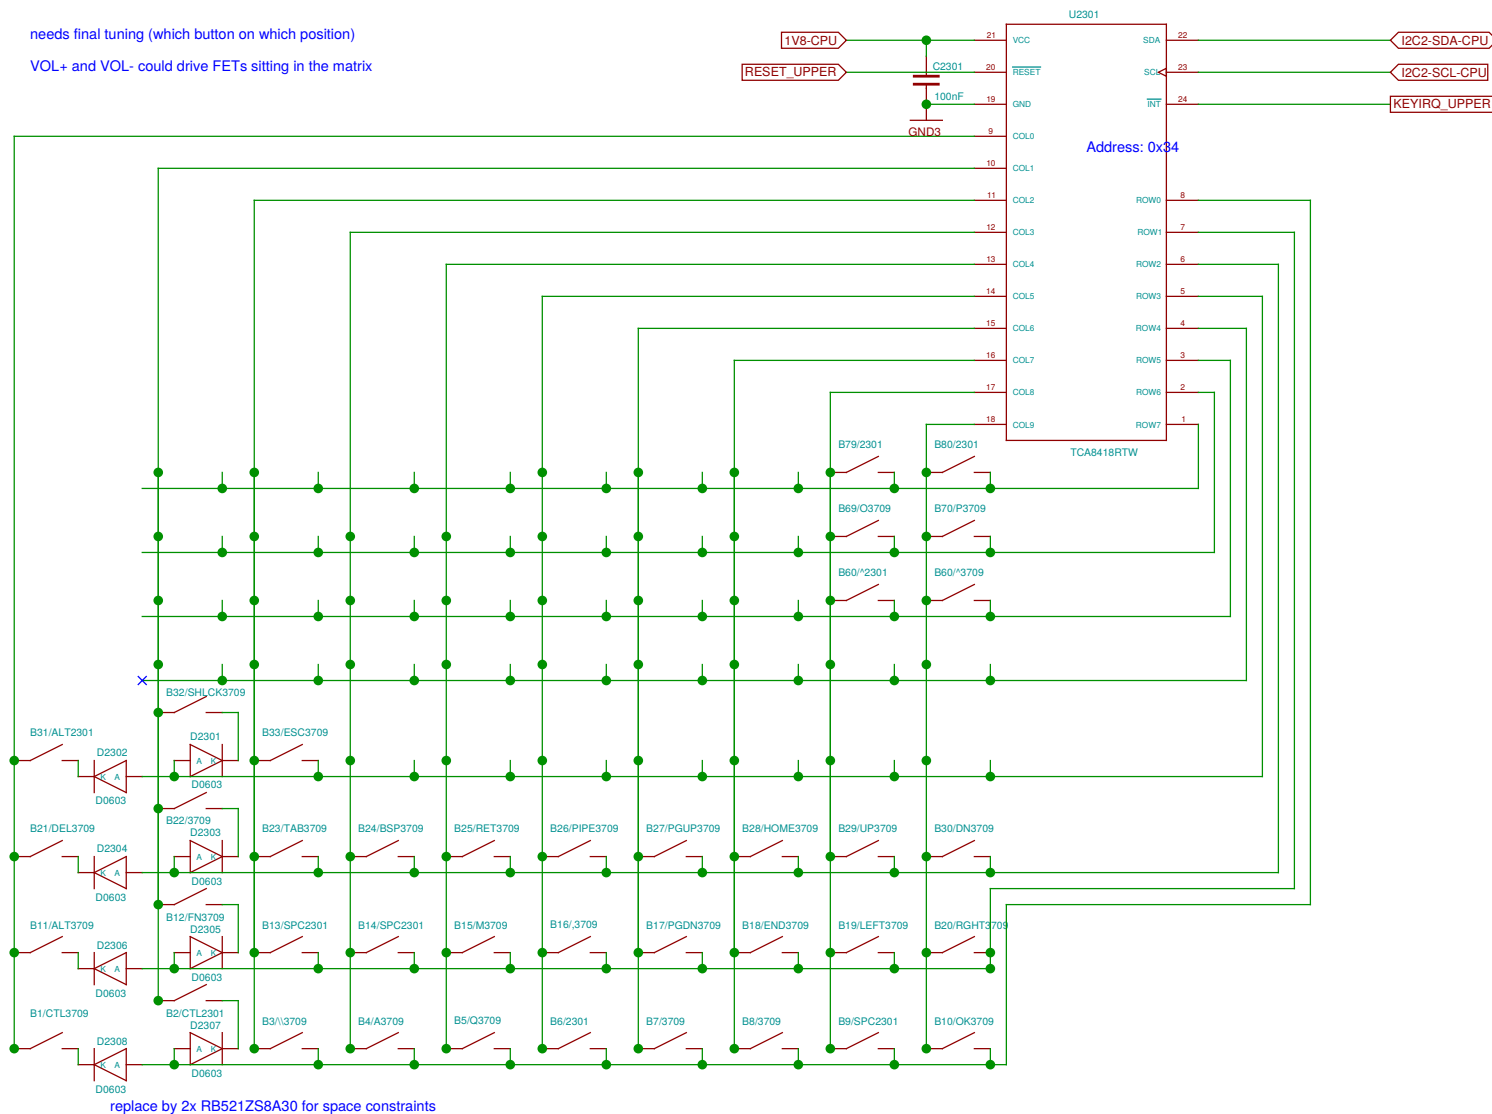 needs final tuning (which button on which position)
VOL+ and VOL- could drive FETs sitting in the matrix
U2301
1V8-CPU
21 VCC
SDA 22
I2C2-SDA-CPU
RESET_UPPER
C2301
20 RESET
SCL 23
I2C2-SCL-CPU
100nF
19 GND
INT 24
KEYIRQ_UPPER
GND3
9 COL0
Address: 0x34
10 COL1
11 COL2
ROW0 8
12 COL3
ROW1 7
13 COL4
ROW2 6
14 COL5
ROW3 5
15 COL6
ROW4 4
16 COL7
ROW5 3
17 COL8
ROW6 2
18 COL9
ROW7 1
TCA8418RTW
B79/2301
B80/2301
B69/O3709
B70/P3709
B60/^2301
B60/^3709
B32/SHLCK3709
B31/ALT2301
D2302
K A
D0603
D2301
A K
D0603
B33/ESC3709
B22/3709
B21/DEL3709
D2304
K A
D0603
D2303
A K
D0603
B23/TAB3709
B24/BSP3709
B25/RET3709
B26/PIPE3709
B27/PGUP3709
B28/HOME3709
B29/UP3709
B30/DN3709
B12/FN3709
B11/ALT3709
D2306
K A
D0603
D2305
A K
D0603
B13/SPC2301
B14/SPC2301
B15/M3709
B16/,3709
B17/PGDN3709
B18/END3709
B19/LEFT3709
B20/RGHT3709
B2/CTL2301
B1/CTL3709
D2308
K A
D0603
D2307
A K
D0603
B3/\\3709
B4/A3709
B5/Q3709
B6/2301
B7/3709
B8/3709
B9/SPC2301
B10/OK3709
replace by 2x RB521ZS8A30 for space constraints